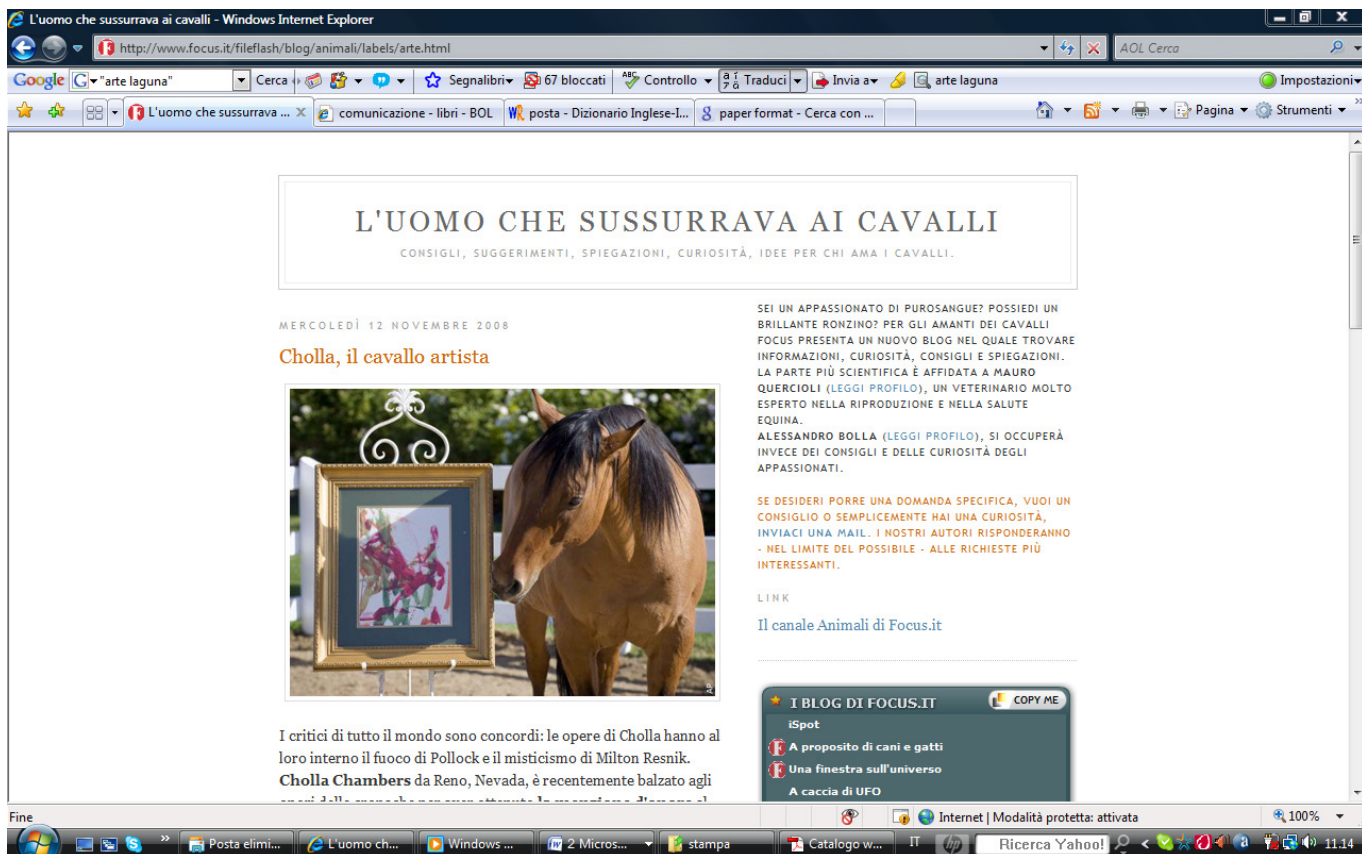 L'uomo che sussurrava ai cavalli - Windows Internet Explorer
http://www.focus.it/fileflash/blog/animali/labels/arte.html
AOL Cerca
Google
"arte laguna"
Cerca
Segnalibri
67 bloccati
Controllo
Traduci
Invia a
arte laguna
Impostazioni
L'uomo che sussurrava ...
comunicazione - libri - BOL
posta - Dizionario Inglese-I...
paper format - Cerca con ...
Pagina
Strumenti
L'UOMO CHE SUSSURRAVA AI CAVALLI
CONSIGLI, SUGGERIMENTI, SPIEGAZIONI, CURIOSITÀ, IDEE PER CHI AMA I CAVALLI.
MERCOLEDÌ 12 NOVEMBRE 2008
Cholla, il cavallo artista
AP
I critici di tutto il mondo sono concordi: le opere di Cholla hanno al
loro interno il fuoco di Pollock e il misticismo di Milton Resnik.
Cholla Chambers da Reno, Nevada, è recentemente balzato agli
SEI UN APPASSIONATO DI PUROSANGUE? POSSIEDI UN
BRILLANTE RONZINO? PER GLI AMANTI DEI CAVALLI
FOCUS PRESENTA UN NUOVO BLOG NEL QUALE TROVARE
INFORMAZIONI, CURIOSITÀ, CONSIGLI E SPIEGAZIONI.
LA PARTE PIÙ SCIENTIFICA È AFFIDATA A MAURO
QUERCIOLI (LEGGI PROFILO), UN VETERINARIO MOLTO
ESPERTO NELLA RIPRODUZIONE E NELLA SALUTE
EQUINA.
ALESSANDRO BOLLA (LEGGI PROFILO), SI OCCUPERÀ
INVECE DEI CONSIGLI E DELLE CURIOSITÀ DEGLI
APPASSIONATI.
SE DESIDERI PORRE UNA DOMANDA SPECIFICA, VUOI UN
CONSIGLIO O SEMPLICEMENTE HAI UNA CURIOSITÀ,
INVIACI UNA MAIL. I NOSTRI AUTORI RISPONDERANNO
- NEL LIMITE DEL POSSIBILE - ALLE RICHIESTE PIÙ
INTERESSANTI.
LINK
Il canale Animali di Focus.it
I BLOG DI FOCUS.IT
COPY ME
iSpot
A proposito di cani e gatti
Una finestra sull'universo
A caccia di UFO
Fine
Internet | Modalità protetta: attivata
100%
Posta elimi...
L'uomo ch...
Windows ...
2 Micros...
stampa
Catalogo w...
IT
hp
Ricerca Yahoo!
11.14